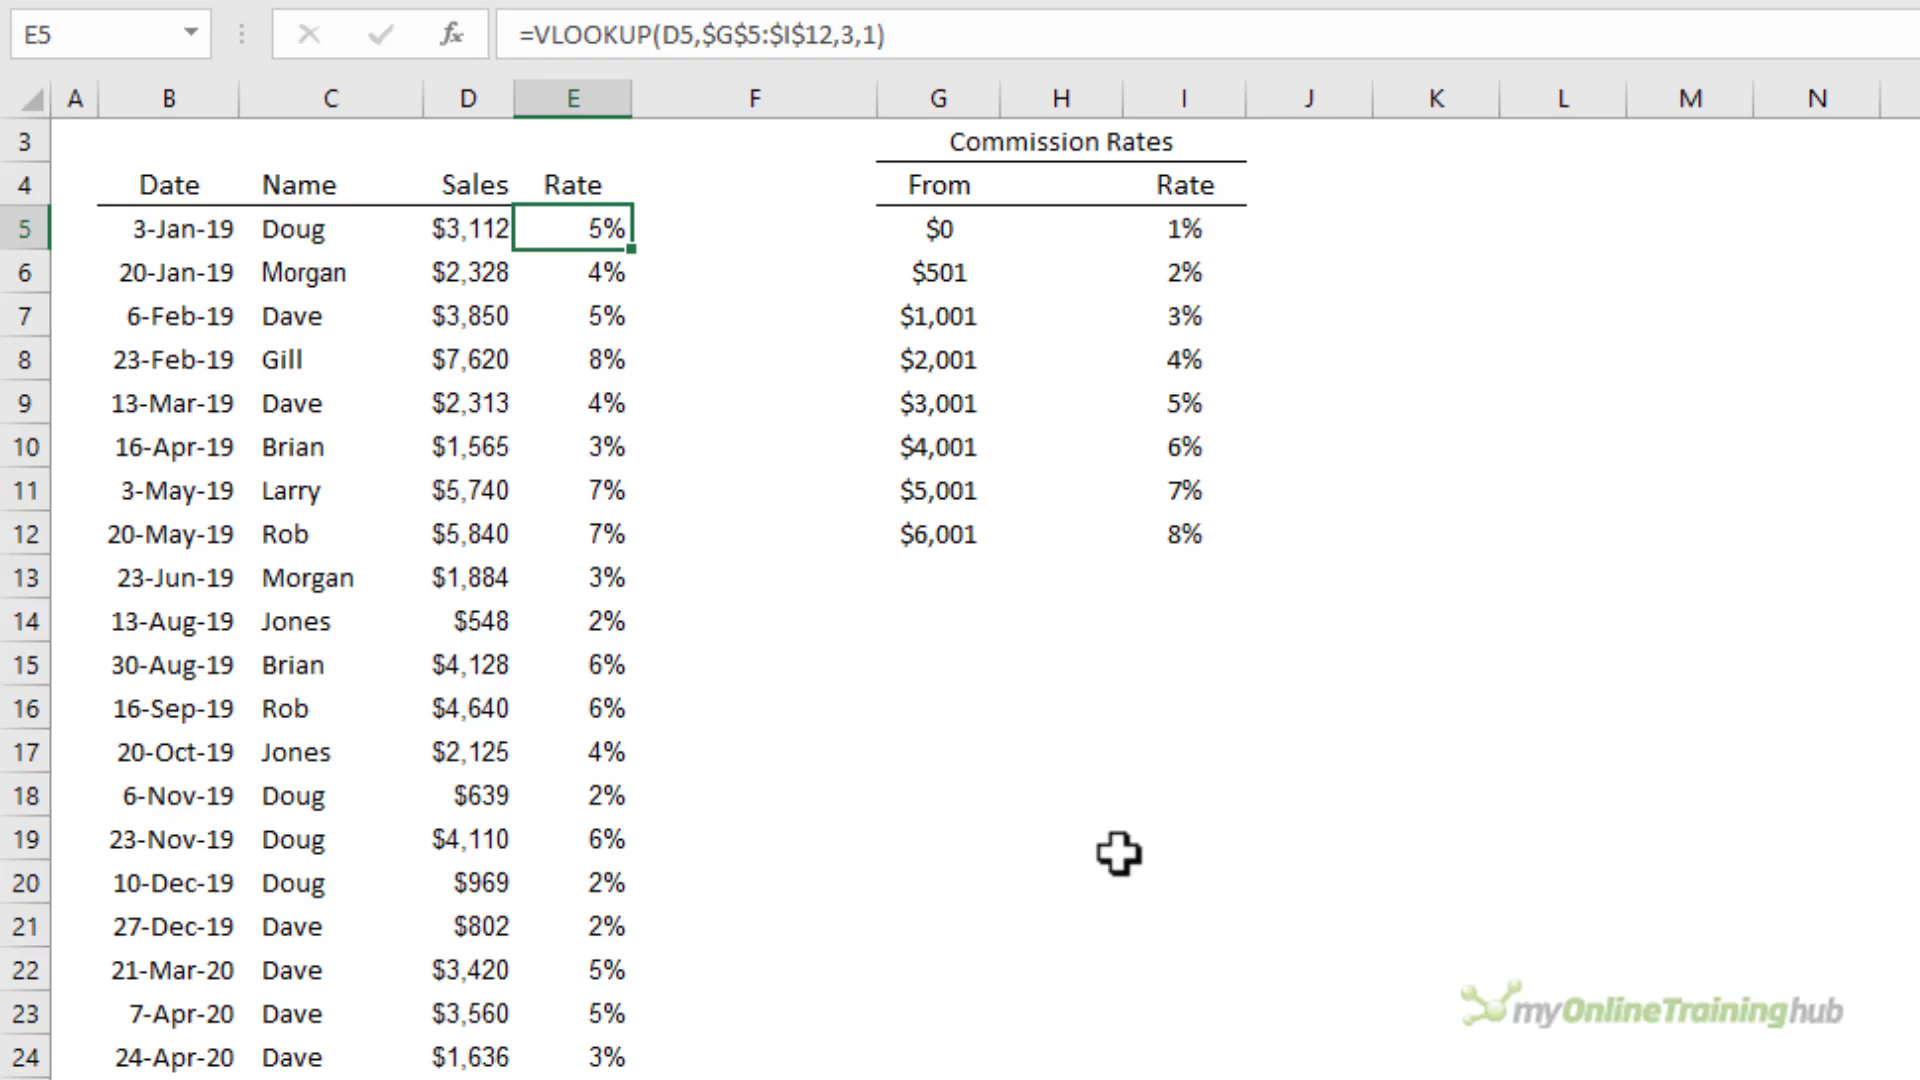 E5 fx =VLOOKUP(D5,$G$5:$I$12,3,1)
A B C D E F G H I J K L M N
3 Commission Rates
4 Date Name Sales Rate From Rate
5 3-Jan-19 Doug $3,112 5% $0 1%
6 20-Jan-19 Morgan $2,328 4% $501 2%
7 6-Feb-19 Dave $3,850 5% $1,001 3%
8 23-Feb-19 Gill $7,620 8% $2,001 4%
9 13-Mar-19 Dave $2,313 4% $3,001 5%
10 16-Apr-19 Brian $1,565 3% $4,001 6%
11 3-May-19 Larry $5,740 7% $5,001 7%
12 20-May-19 Rob $5,840 7% $6,001 8%
13 23-Jun-19 Morgan $1,884 3%
14 13-Aug-19 Jones $548 2%
15 30-Aug-19 Brian $4,128 6%
16 16-Sep-19 Rob $4,640 6%
17 20-Oct-19 Jones $2,125 4%
18 6-Nov-19 Doug $639 2%
19 23-Nov-19 Doug $4,110 6%
20 10-Dec-19 Doug $969 2%
21 27-Dec-19 Dave $802 2%
22 21-Mar-20 Dave $3,420 5%
23 7-Apr-20 Dave $3,560 5%
myOnlineTraininghub
24 24-Apr-20 Dave $1,636 3%